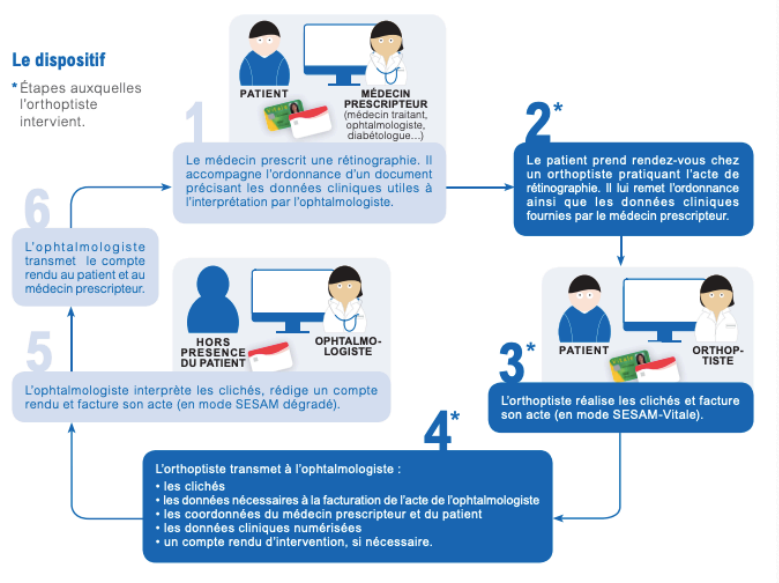 Le dispositif
* Étapes auxquelles
l'orthoptiste
intervient.
PATIENT
MÉDECIN
PRESCRIPTEUR
(médecin traitant,
ophtalmologiste,
diabétologue...)
1
Le médecin prescrit une rétinographie. Il
accompagne l'ordonnance d'un document
précisant les données cliniques utiles à
l'interprétation par l'ophtalmologiste.
2*
Le patient prend rendez-vous chez
un orthoptiste pratiquant l'acte de
rétinographie. Il lui remet l'ordonnance
ainsi que les données cliniques
fournies par le médecin prescripteur.
PATIENT
ORTHOP-
TISTE
3*
L'orthoptiste réalise les clichés et facture
son acte (en mode SESAM-Vitale).
4*
L'orthoptiste transmet à l'ophtalmologiste :
• les clichés
• les données nécessaires à la facturation de l'acte de l'ophtalmologiste
• les coordonnées du médecin prescripteur et du patient
• les données cliniques numérisées
• un compte rendu d'intervention, si nécessaire.
HORS
PRESENCE
DU PATIENT
OPHTALMO-
LOGISTE
5
L'ophtalmologiste interprète les clichés, rédige un compte
rendu et facture son acte (en mode SESAM dégradé).
6
L'ophtalmologiste
transmet le compte
rendu au patient et au
médecin prescripteur.